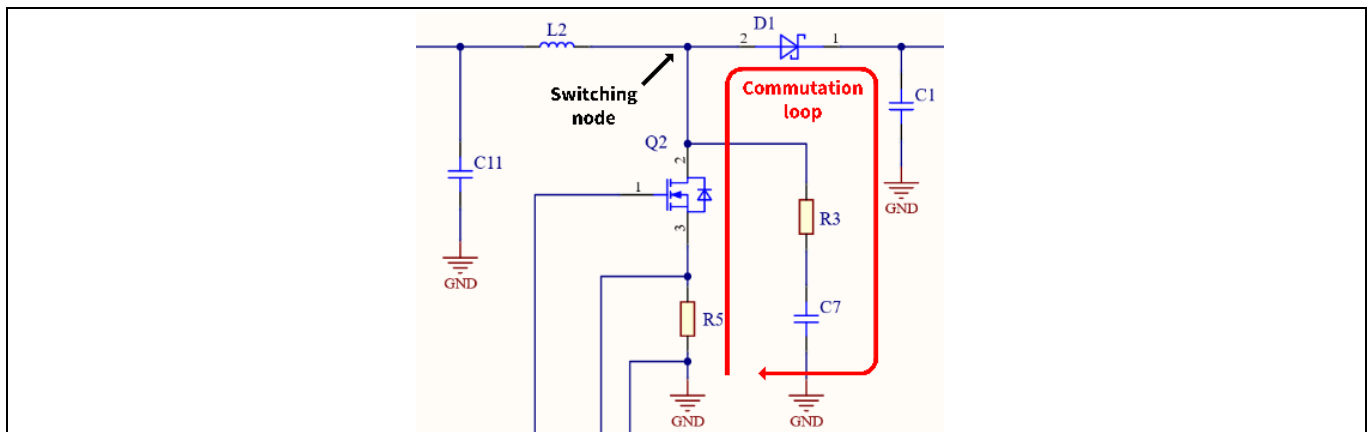 D1
L2
2
1
Switching
node
Commutation
loop
C1
Q2
2
C11
1
GND
R3
3
GND
R5
C7
GND
GND